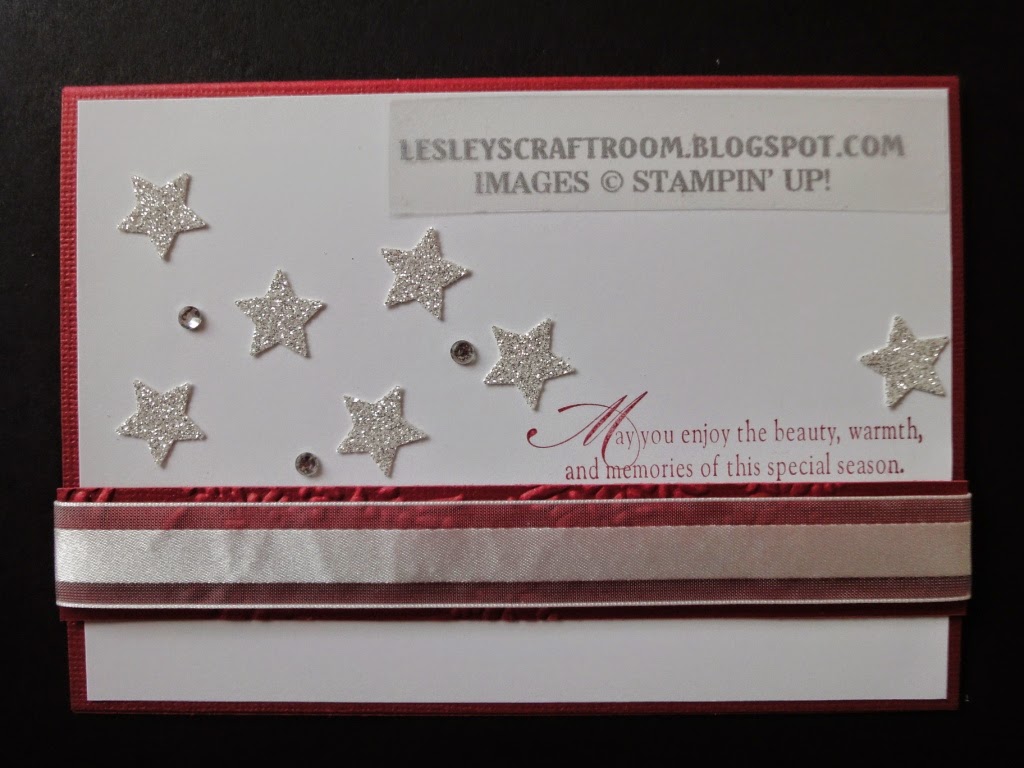 LESLEYSCRAFTROOM.BLOGSPOT.COM
IMAGES © STAMPIN' UP!
May you enjoy the beauty, warmth,
and memories of this special season.